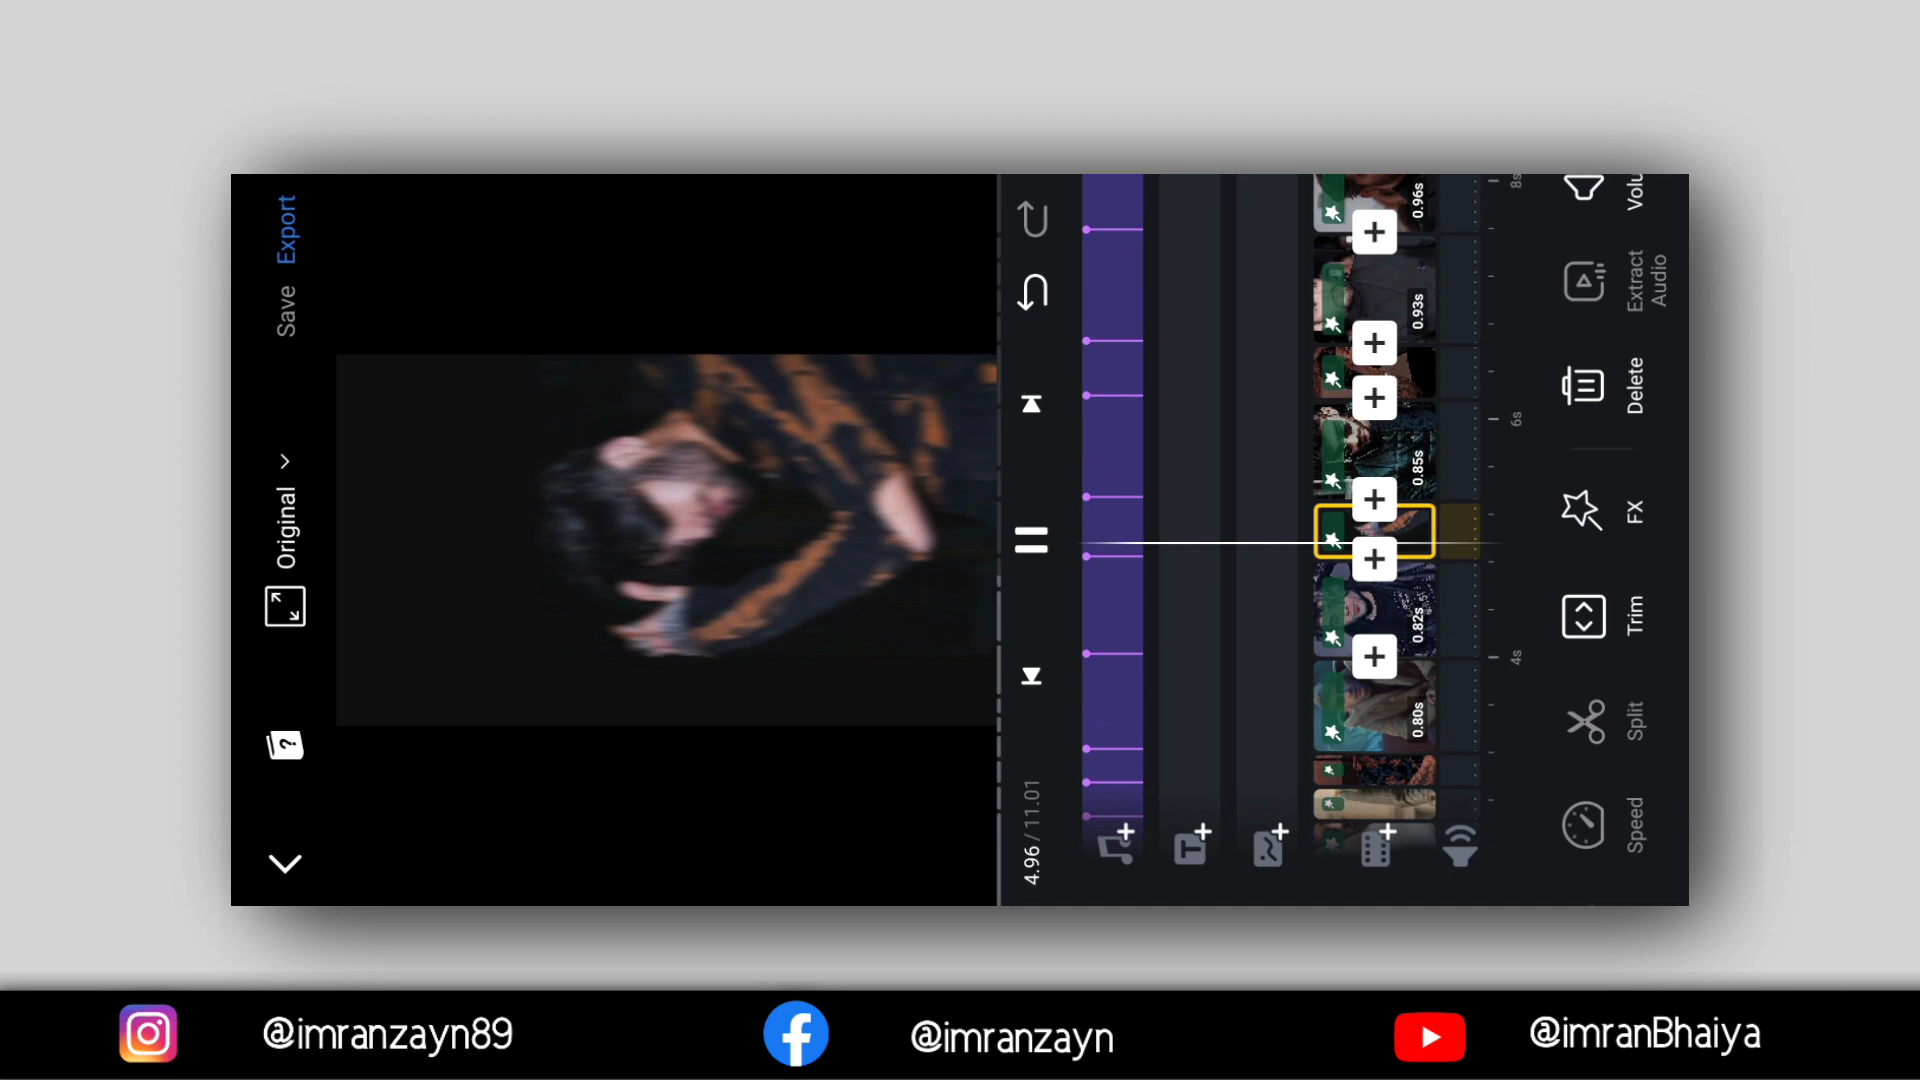 Original
Save
Export
4.96 / 11.01
0.80s
0.82s
0.85s
0.93s
0.96s
4s
6s
8s
Speed
Split
Trim
FX
Delete
Extract
Audio
Volu
@imranzayn89
@imranzayn
@imranBhaiya